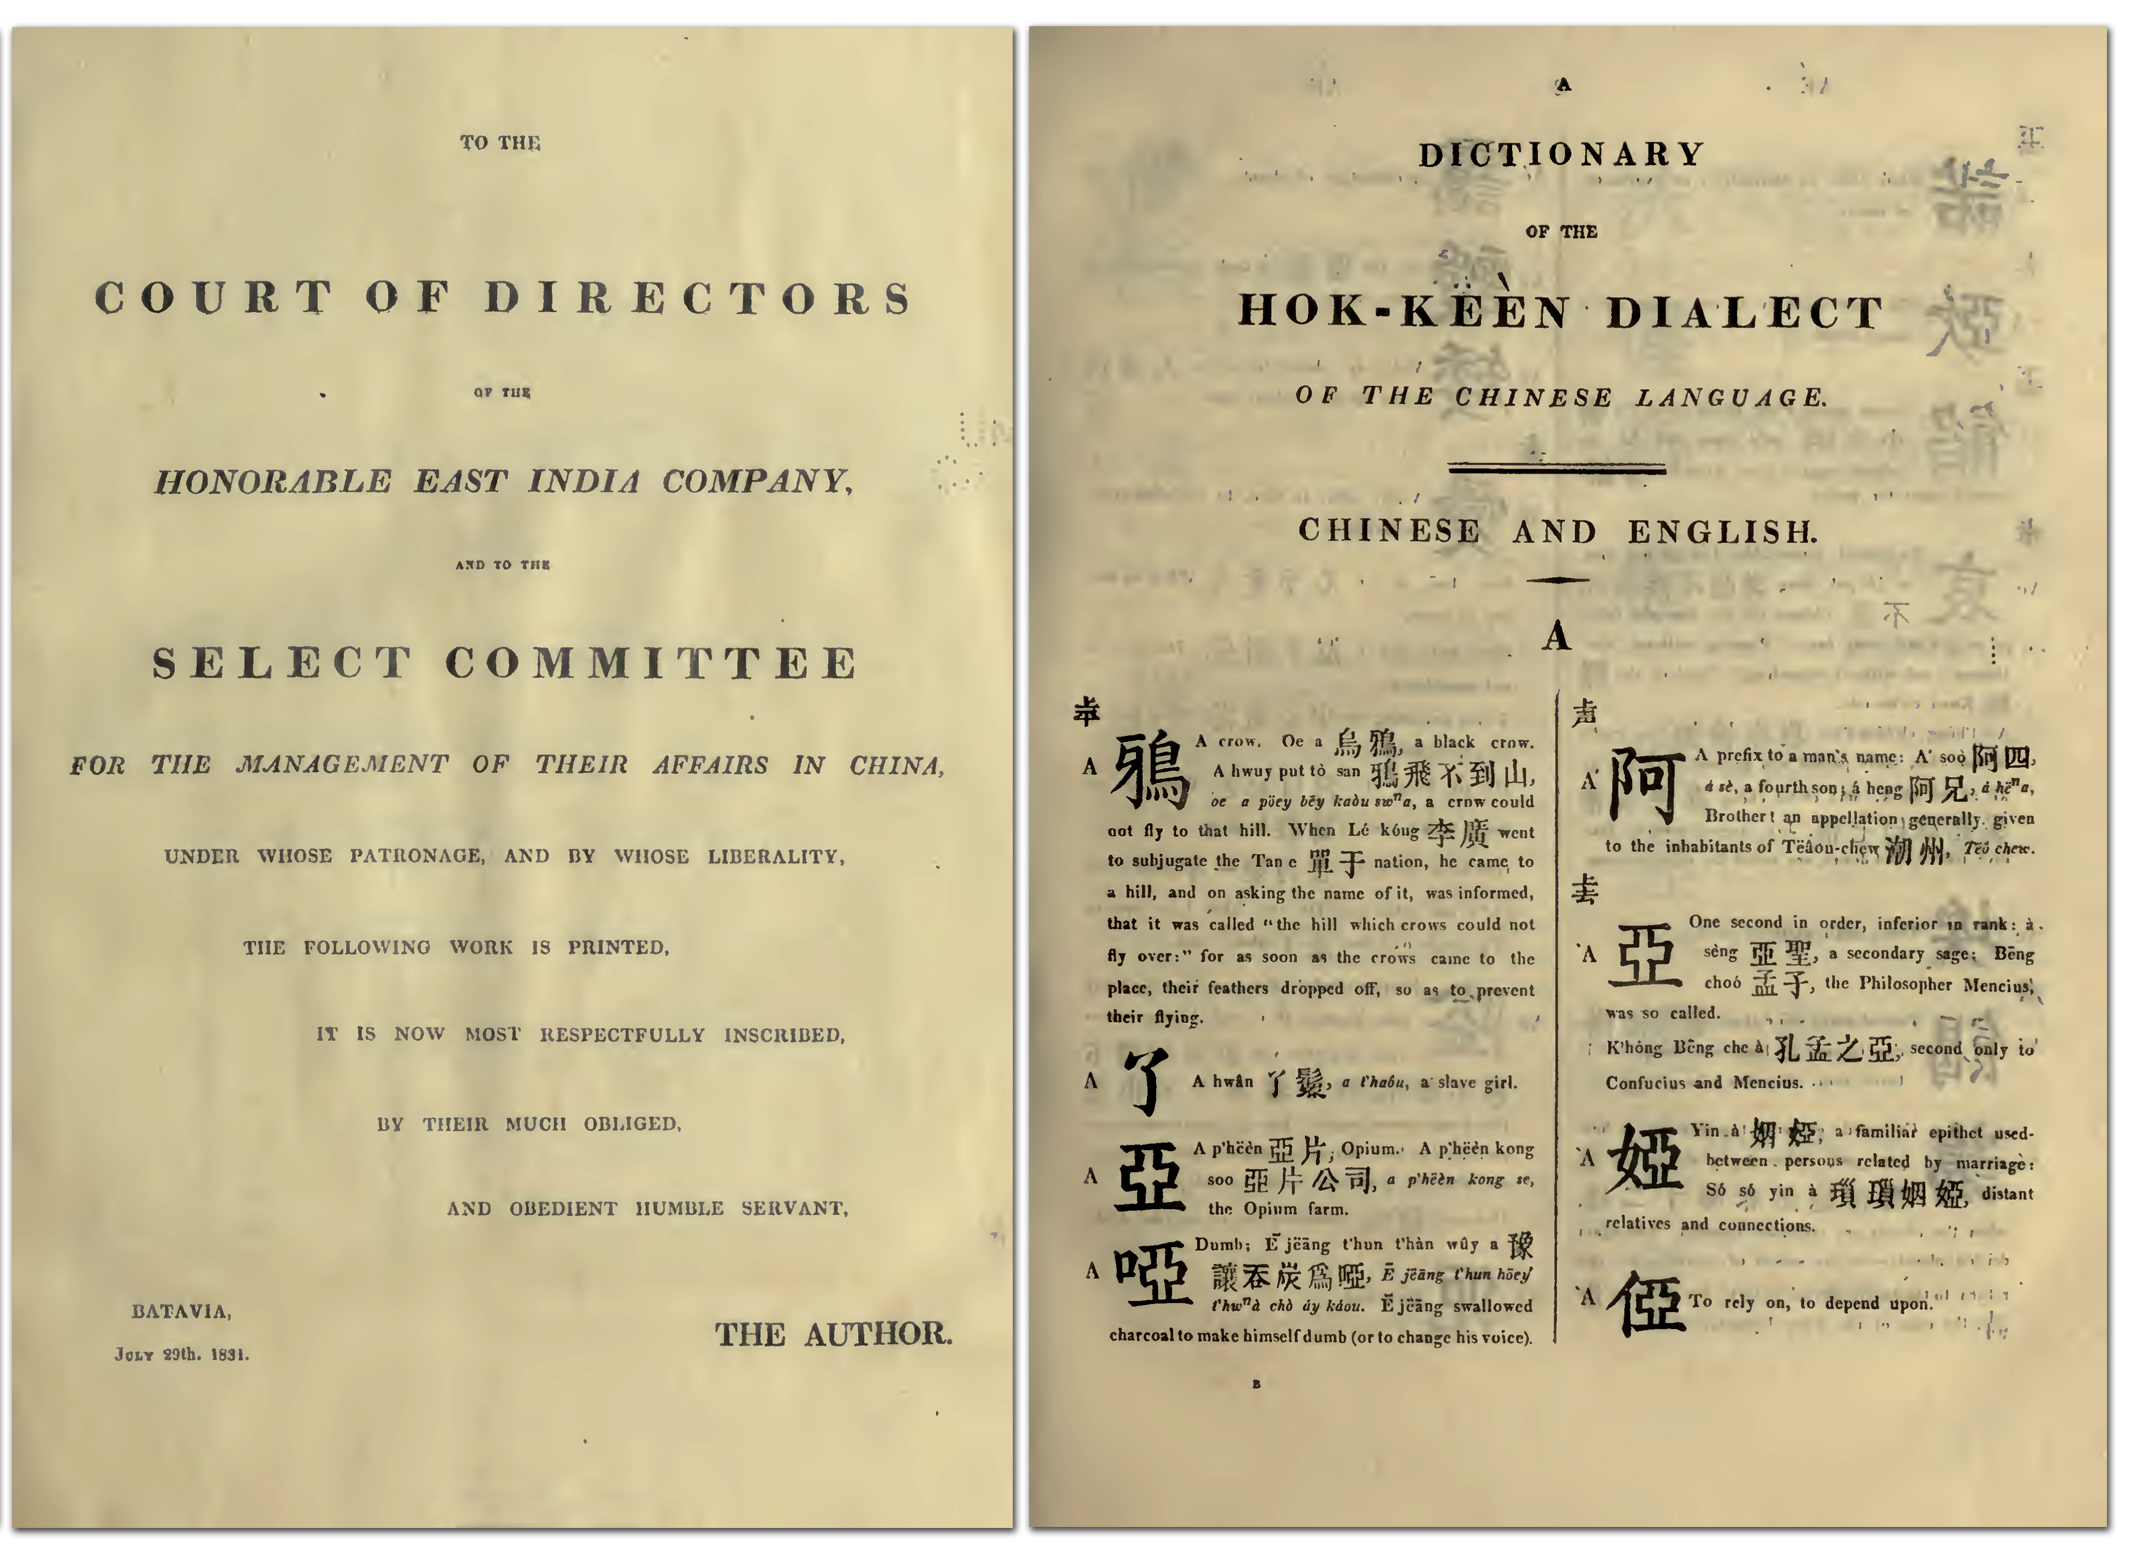 TO THE
COURT OF DIRECTORS
OF THE
HONORABLE EAST INDIA COMPANY,
AND TO THE
SELECT COMMITTEE
FOR THE MANAGEMENT OF THEIR AFFAIRS IN CHINA,
UNDER WHOSE PATRONAGE, AND BY WHOSE LIBERALITY,
THE FOLLOWING WORK IS PRINTED,
IT IS NOW MOST RESPECTFULLY INSCRIBED,
BY THEIR MUCH OBLIGED,
AND OBEDIENT HUMBLE SERVANT,
BATAVIA,
JULY 29th. 1831.
THE AUTHOR.
A
DICTIONARY
OF THE
HOK-KËÈN DIALECT
OF THE CHINESE LANGUAGE.
CHINESE AND ENGLISH.
A
A 鴉 A crow. Oe a 烏鴉, a black crow.
A hwuy put tò san 鴉飛不到山,
öe a pöey bēy kaòu swⁿa, a crow could
not fly to that hill. When Lé kóng 李廣 went
to subjugate the Tan e 單于 nation, he came to
a hill, and on asking the name of it, was informed,
that it was called "the hill which crows could not
fly over:" for as soon as the crows came to the
place, their feathers dropped off, so as to prevent
their flying.
A 丫 A hwân 丫鬟, a t'haôu, a slave girl.
A 亞 A p'hëèn 亞片, Opium. A p'hëèn kong
soo 亞片公司, a p'hëèn kong se,
the Opium farm.
A 啞 Dumb; Ē jëāng t'hun t'hàn wûy a 豫
讓吞炭爲啞, Ē jëāng t'hun höey
t'hwⁿà chò áy káou. Ē jëāng swallowed
charcoal to make himself dumb (or to change his voice).
B
Á 阿 A prefix to a man's name: A' soò 阿四,
á sè, a fourth son; á heng 阿兄, á hëⁿa,
Brother! an appellation generally given
to the inhabitants of Tëâou-chew 潮州, Tëô chew.
À 亞 One second in order, inferior in rank: à
sèng 亞聖, a secondary sage; Bēng
choó 孟子, the Philosopher Mencius,
was so called.
K'hóng Bēng che à 孔孟之亞, second only to
Confucius and Mencius.
À 婭 Yin à 姻婭, a familiar epithet used
between persons related by marriage:
Só só yin à 瑣瑣姻婭, distant
relatives and connections.
À 俹 To rely on, to depend upon.